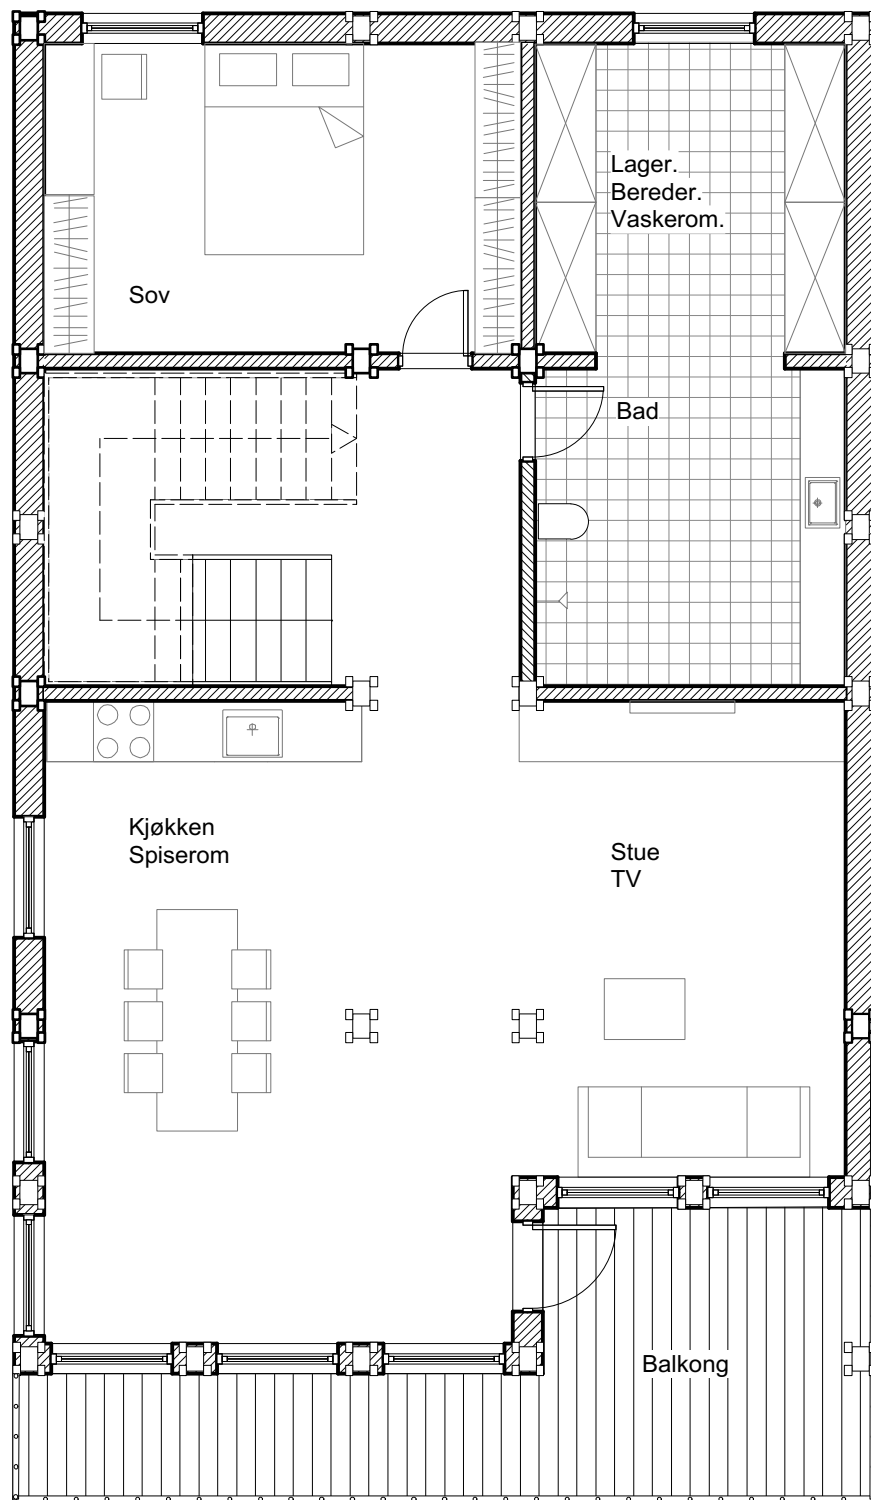 Lager.
Bereder.
Vaskerom.
Sov
Bad
Kjøkken
Spiserom
Stue
TV
Balkong